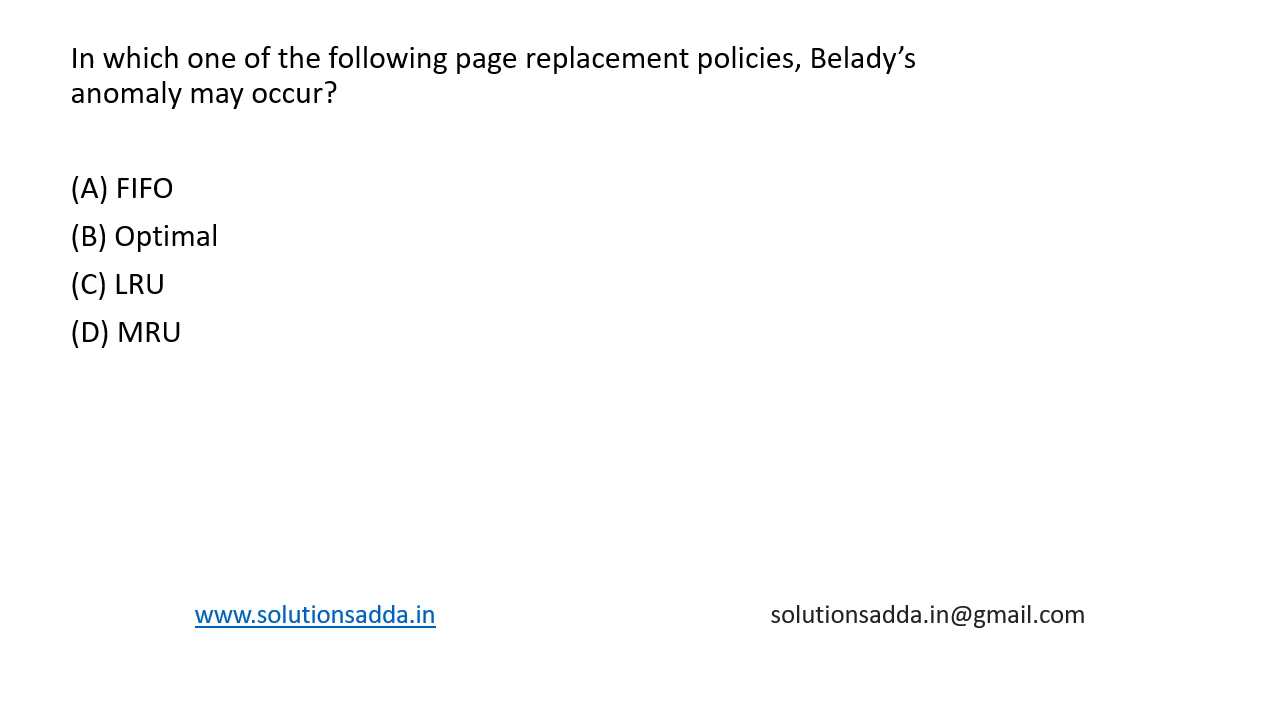 In which one of the following page replacement policies, Belady’s
anomaly may occur?
(A) FIFO
(B) Optimal
(C) LRU
(D) MRU
www.solutionsadda.in
solutionsadda.in@gmail.com